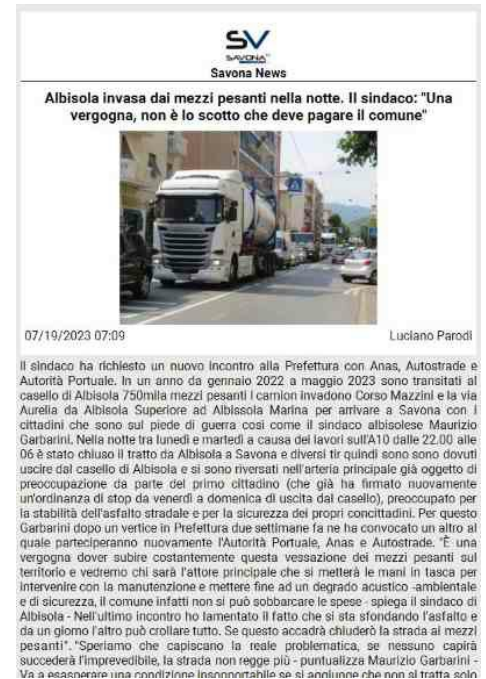 SV
SAVONA
Savona News
Albisola invasa dai mezzi pesanti nella notte. Il sindaco: "Una
vergogna, non è lo scotto che deve pagare il comune"
07/19/2023 07:09
Luciano Parodi
Il sindaco ha richiesto un nuovo incontro alla Prefettura con Anas, Autostrade e
Autorità Portuale. In un anno da gennaio 2022 a maggio 2023 sono transitati al
casello di Albisola 750mila mezzi pesanti I camion invadono Corso Mazzini e la via
Aurelia da Albisola Superiore ad Albissola Marina per arrivare a Savona con i
cittadini che sono sul piede di guerra così come il sindaco albisolese Maurizio
Garbarini. Nella notte tra lunedì e martedì a causa dei lavori sull'A10 dalle 22.00 alle
06 è stato chiuso il tratto da Albisola a Savona e diversi tir quindi sono sono dovuti
uscire dal casello di Albisola e si sono riversati nell'arteria principale già oggetto di
preoccupazione da parte del primo cittadino (che già ha firmato nuovamente
un'ordinanza di stop da venerdì a domenica di uscita dal casello), preoccupato per
la stabilità dell'asfalto stradale e per la sicurezza dei propri concittadini. Per questo
Garbarini dopo un vertice in Prefettura due settimane fa ne ha convocato un altro al
quale parteciperanno nuovamente l'Autorità Portuale, Anas e Autostrade. "È una
vergogna dover subire costantemente questa vessazione dei mezzi pesanti sul
territorio e vedremo chi sarà l'attore principale che si metterà le mani in tasca per
intervenire con la manutenzione e mettere fine ad un degrado acustico -ambientale
e di sicurezza, il comune infatti non si può sobbarcare le spese - spiega il sindaco di
Albisola - Nell'ultimo incontro ho lamentato il fatto che si sta sfondando l'asfalto e
da un giorno l'altro può crollare tutto. Se questo accadrà chiuderò la strada ai mezzi
pesanti". "Speriamo che capiscano la reale problematica, se nessuno capirà
succederà l'imprevedibile, la strada non regge più - puntualizza Maurizio Garbarini -
Va a esasperare una condizione insopportabile se si aggiunge che non si tratta solo